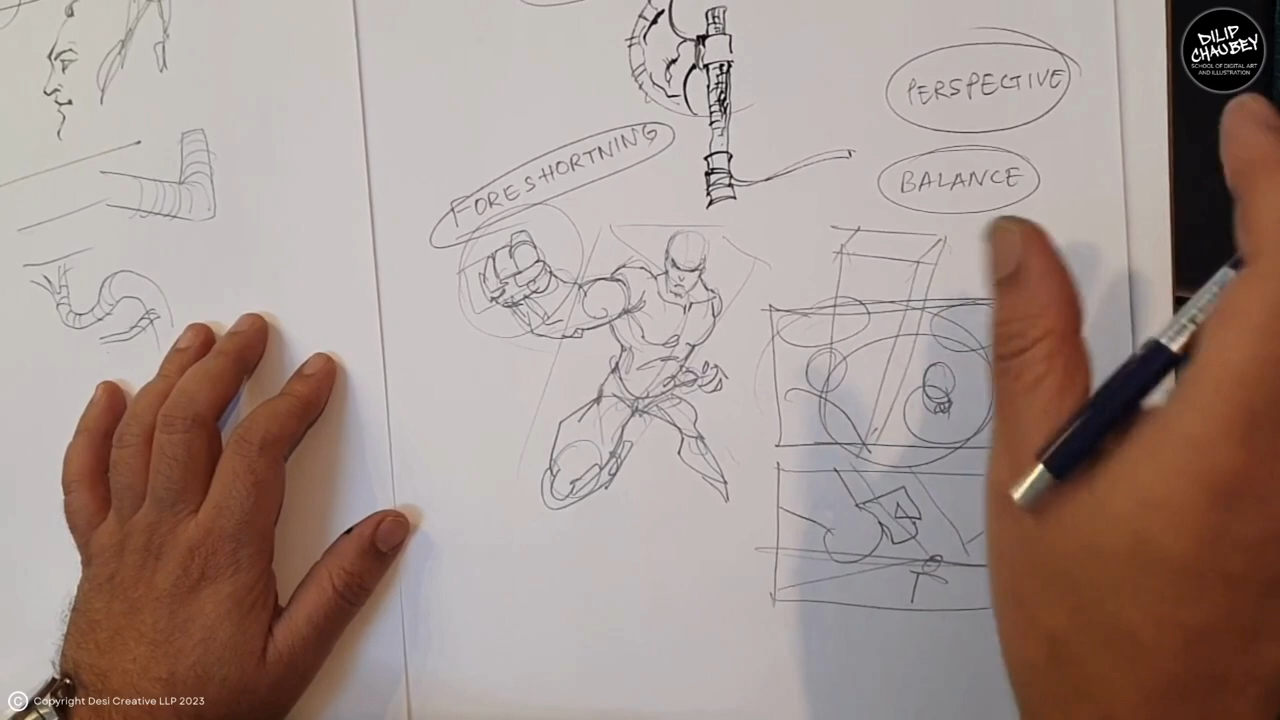 DILIP
CHAUBEY
SCHOOL OF DIGITAL ART
AND ILLUSTRATION
PERSPECTIVE
FORESHORTNING
BALANCE
T
© Copyright Desi Creative LLP 2023